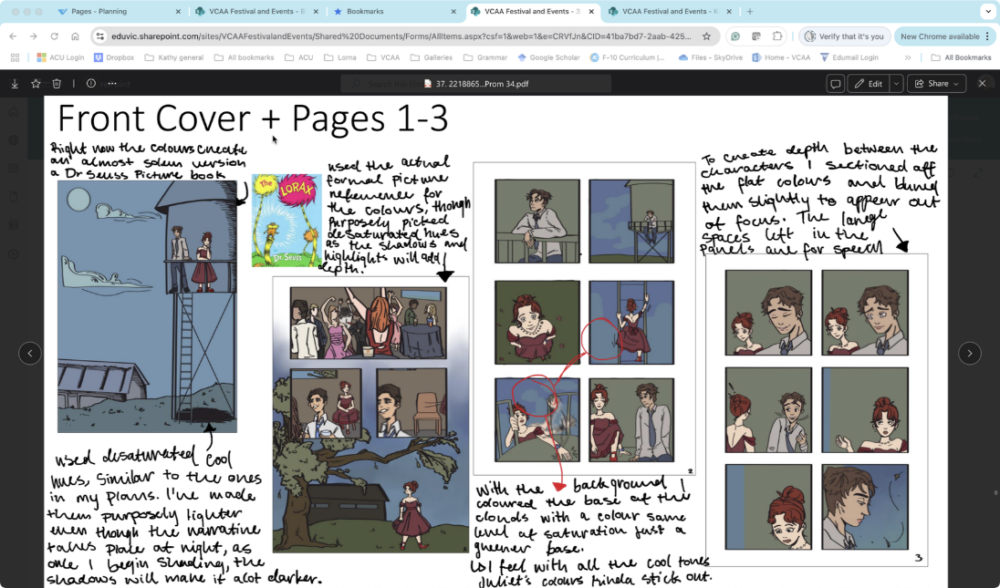 Pages - Planning
VCAA Festival and Events - B
Bookmarks
VCAA Festival and Events - 3
VCAA Festival and Events - K
eduvic.sharepoint.com/sites/VCAAFestivalandEvents/Shared%20Documents/Forms/AllItems.aspx?csf=1&web=1&e=CRVfJn&CID=41ba7bd7-2aab-425...
Verify that it's you
New Chrome available
ACU Login
Dropbox
Kathy general
All bookmarks
ACU
Lorna
VCAA
Galleries
Grammar
Google Scholar
F-10 Curriculum |...
Files - SkyDrive
Home - VCAA
Edumail Login
»
All Bookmarks
37. 2218865...Prom 34.pdf
Edit
Share
Front Cover + Pages 1-3
Right now the colours create
an almost solem version
a Dr Seuss Picture book
The
LORAX
Dr. Seuss
used the actual
formal picture
reference for
the colours, though
purposely picked
desaturated hues
as the shadows and
highlights will add
depth.
To create depth between the
characters I sectioned off
the flat colours and
them slightly to appear out
of focus. The large
spaces left in the
panels are for speech
used desaturated cool
hues, similar to the ones
in my plans. I've made
them purposely lighter
even though the narrative
takes place at night, as
once I begin shading, the
shadows will make it alot darker.
2
with the background I
coloured the base of the
clouds with a colour same
level of saturation just a
greener base.
I feel with all the cool tones
Juliet's colours kinda stick out.
3